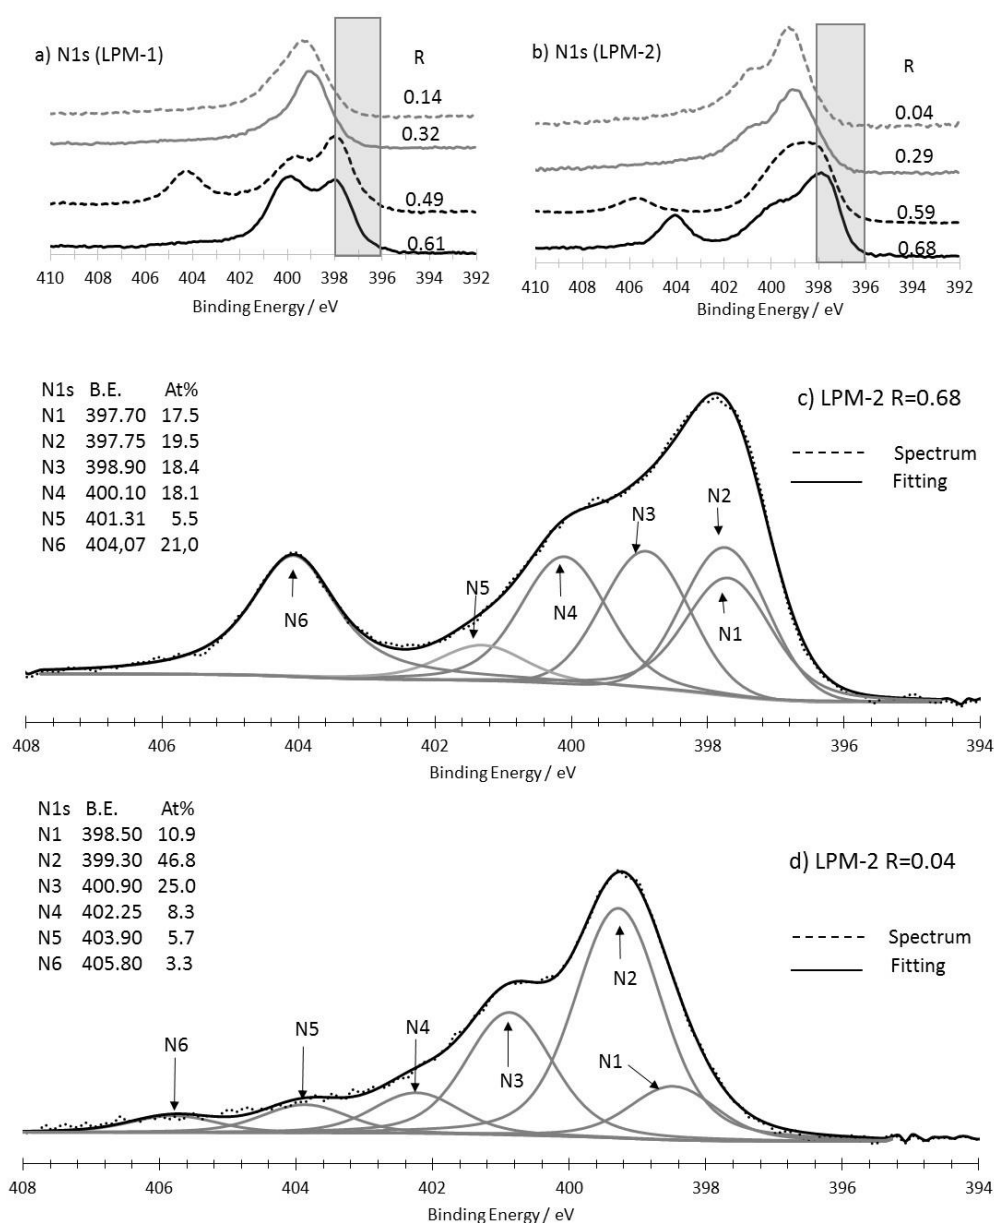 a) N1s (LPM-1)
R
0.14
0.32
0.49
0.61
410 408 406 404 402 400 398 396 394 392
Binding Energy / eV
b) N1s (LPM-2)
R
0.04
0.29
0.59
0.68
410 408 406 404 402 400 398 396 394 392
Binding Energy / eV
N1s B.E. At%
N1 397.70 17.5
N2 397.75 19.5
N3 398.90 18.4
N4 400.10 18.1
N5 401.31 5.5
N6 404,07 21,0
c) LPM-2 R=0.68
Spectrum
Fitting
N2
N3
N5
N4
N6
N1
408 406 404 402 400 398 396 394
Binding Energy / eV
N1s B.E. At%
N1 398.50 10.9
N2 399.30 46.8
N3 400.90 25.0
N4 402.25 8.3
N5 403.90 5.7
N6 405.80 3.3
d) LPM-2 R=0.04
Spectrum
Fitting
N2
N6
N5
N4
N3
N1
408 406 404 402 400 398 396 394
Binding Energy / eV